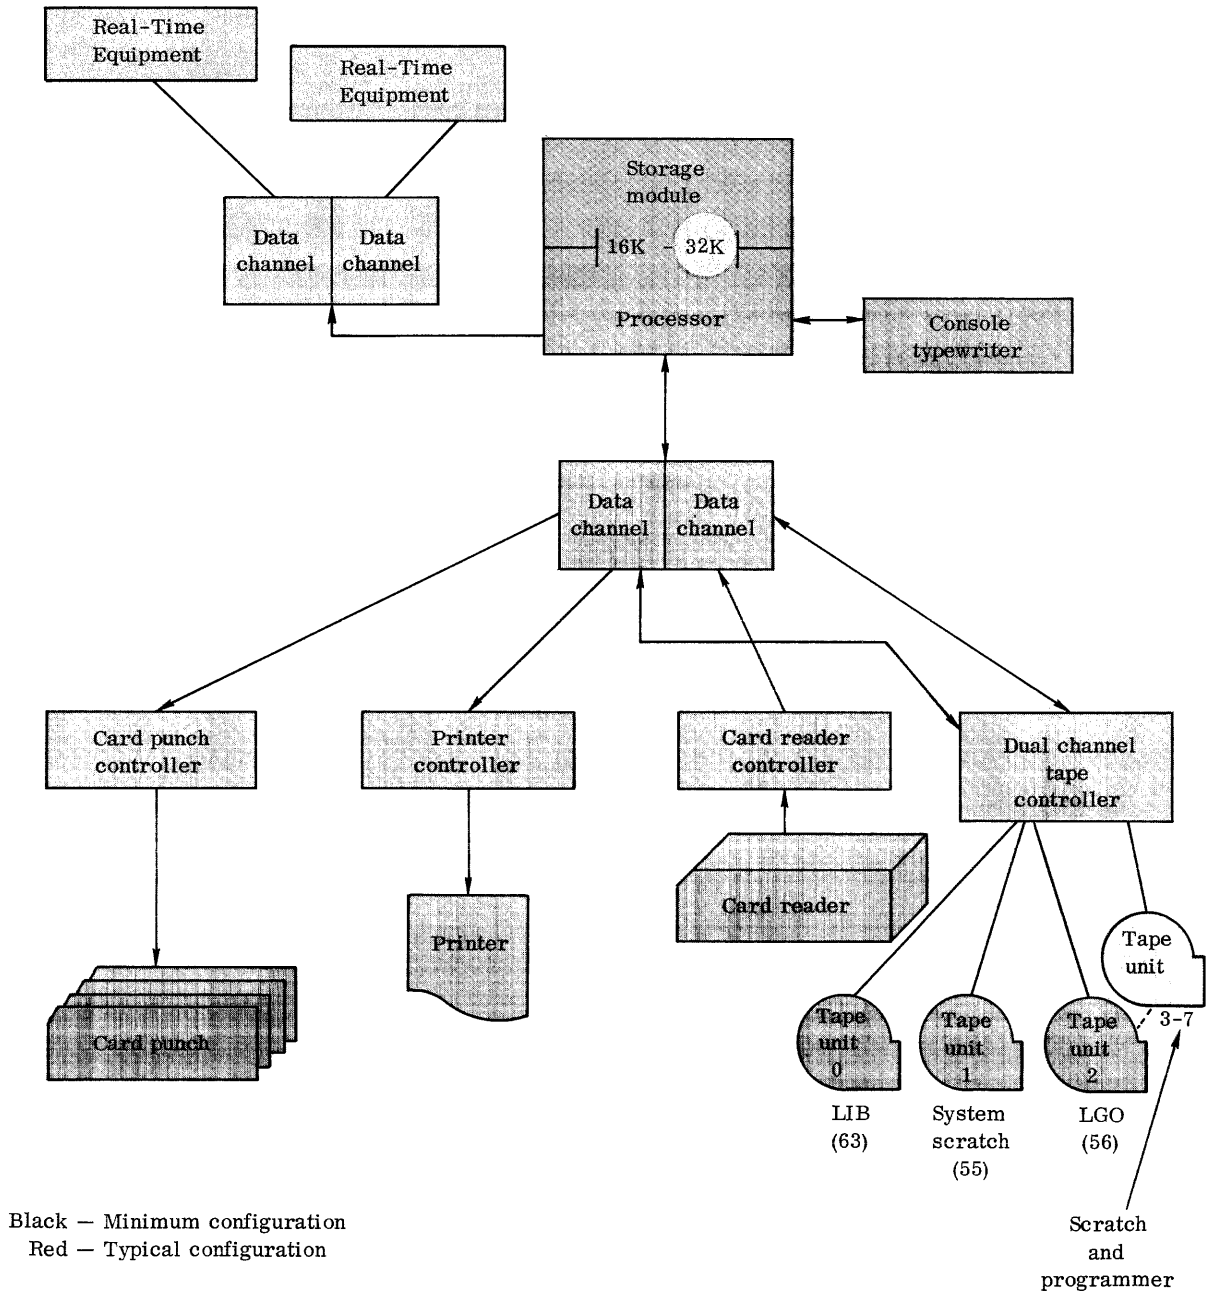 Real-Time
Equipment
Real-Time
Equipment
Storage
module
16K - 32K
Processor
Data
channel
Data
channel
Console
typewriter
Data
channel
Data
channel
Card punch
controller
Printer
controller
Card reader
controller
Dual channel
tape
controller
Card punch
Printer
Card reader
Tape
unit
3-7
Tape
unit
0
Tape
unit
1
Tape
unit
2
LIB
(63)
System
scratch
(55)
LGO
(56)
Scratch
and
programmer
Black — Minimum configuration
Red — Typical configuration